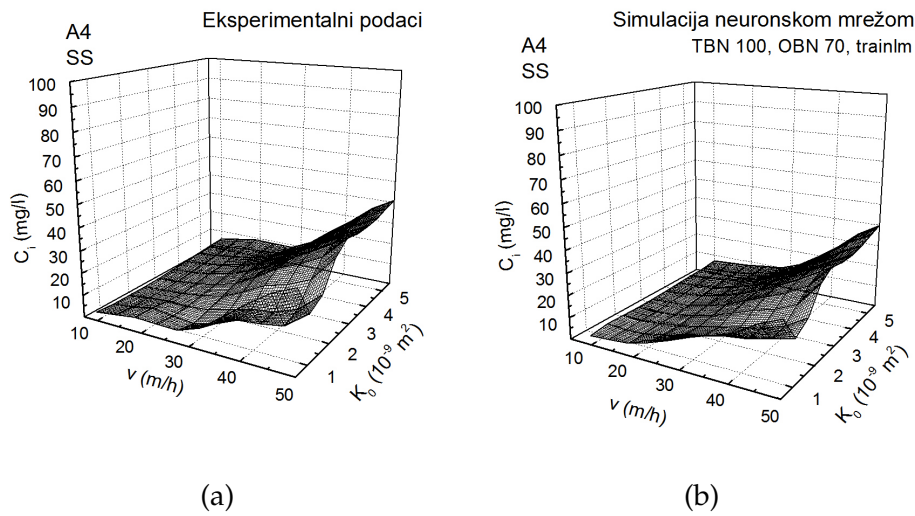 Eksperimentalni podaci
A4
SS
100
90
80
70
60
50
40
30
20
10
C_i (mg/l)
10
20
30
40
50
v (m/h)
1
2
3
4
5
K_0 (10^-9 m^2)
(a)
Simulacija neuronskom mrežom
TBN 100, OBN 70, trainlm
A4
SS
100
90
80
70
60
50
40
30
20
10
C_i (mg/l)
10
20
30
40
50
v (m/h)
1
2
3
4
5
K_0 (10^-9 m^2)
(b)